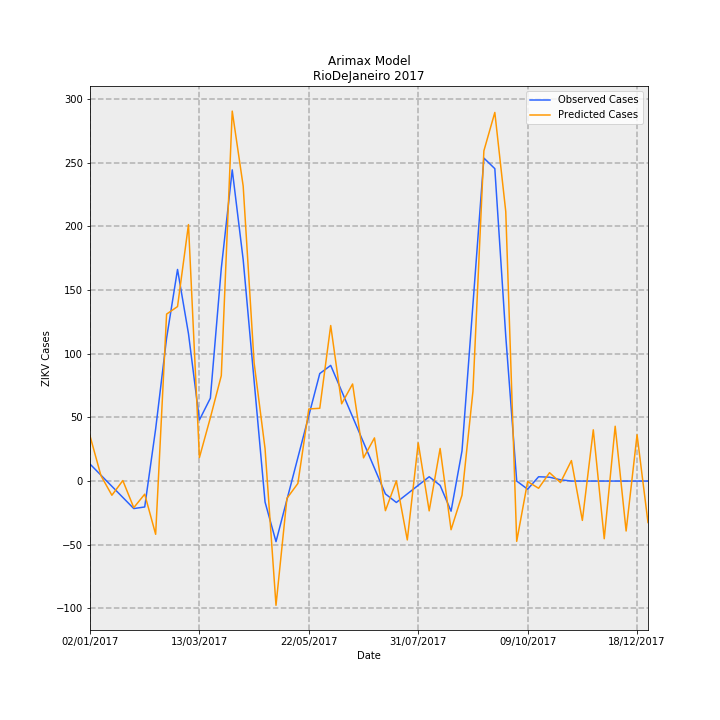 Arimax Model
RioDeJaneiro 2017
Observed Cases
Predicted Cases
300
250
200
150
100
50
0
−50
−100
ZIKV Cases
02/01/2017 13/03/2017 22/05/2017 31/07/2017 09/10/2017 18/12/2017
Date